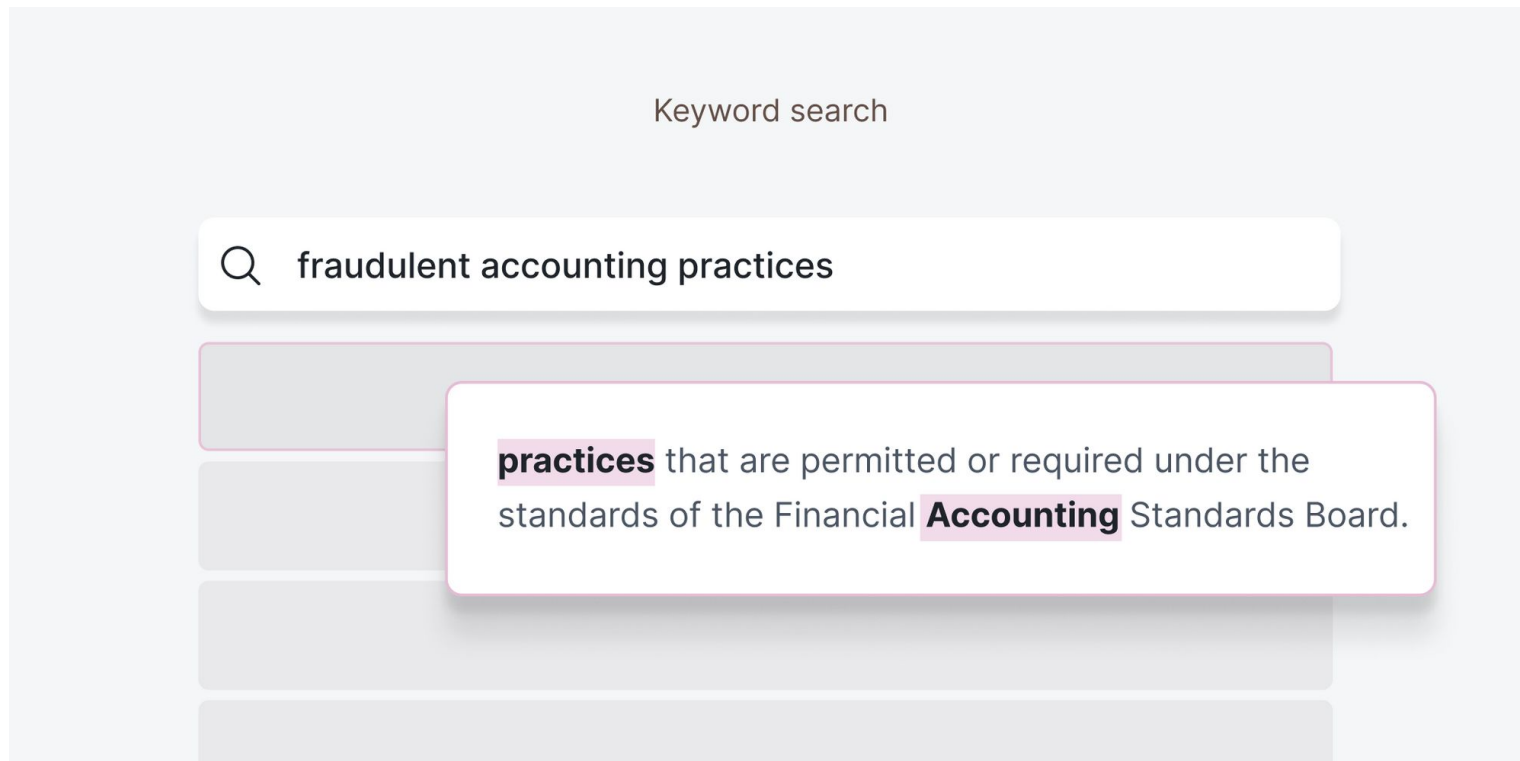 Keyword search
fraudulent accounting practices
practices that are permitted or required under the
standards of the Financial Accounting Standards Board.